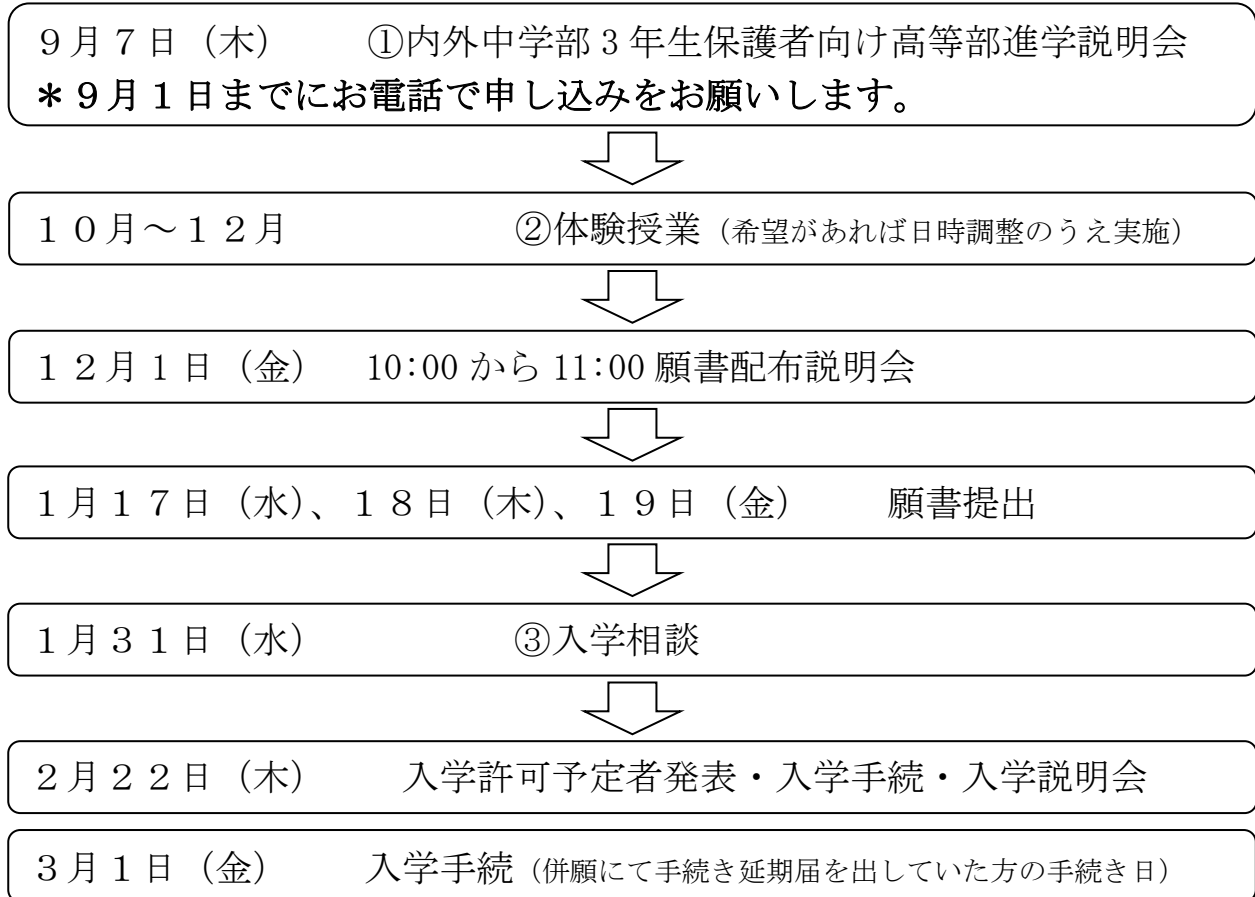 ９月７日（木）　　①内外中学部３年生保護者向け高等部進学説明会
＊９月１日までにお電話で申し込みをお願いします。
１０月～１２月　　　　　　　②体験授業（希望があれば日時調整のうえ実施）
１２月１日（金）　10:00 から 11:00 願書配布説明会
１月１７日（水）、１８日（木）、１９日（金）　　願書提出
１月３１日（水）　　　　　　③入学相談
２月２２日（木）　　　入学許可予定者発表・入学手続・入学説明会
３月１日（金）　　　入学手続（併願にて手続き延期届を出していた方の手続き日）